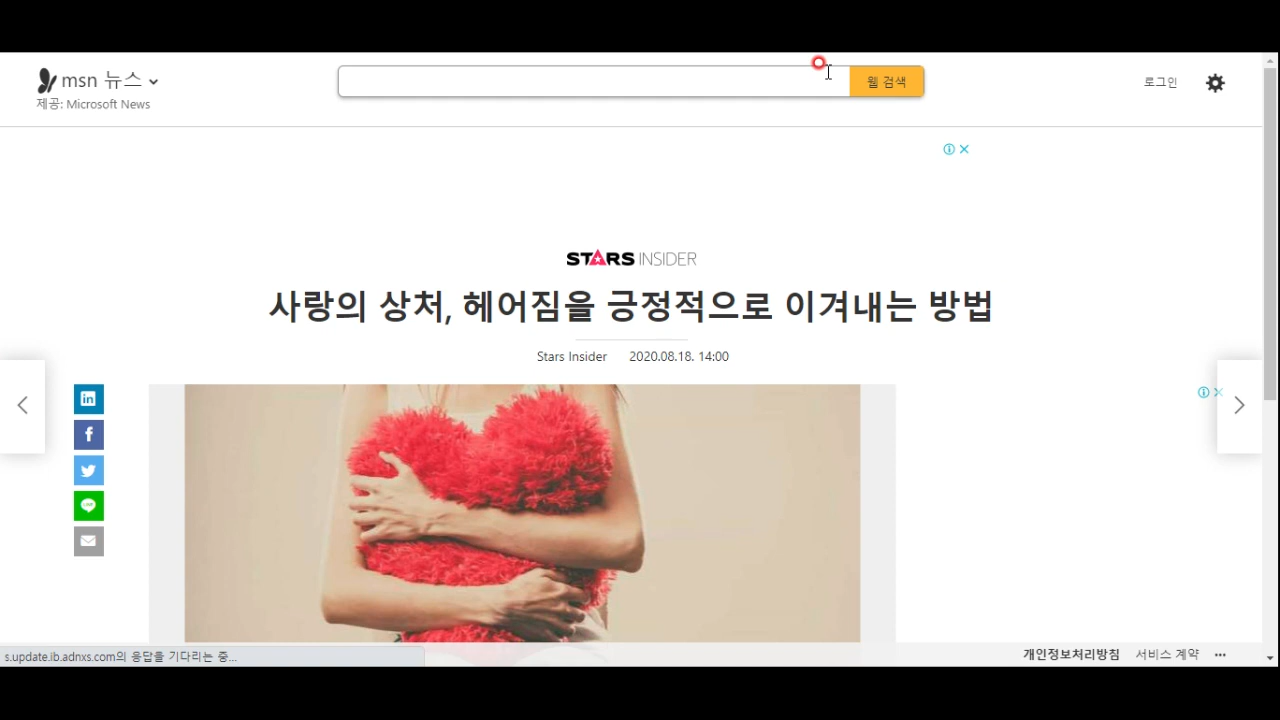 msn 뉴스
제공: Microsoft News
웹 검색
로그인
STARS INSIDER
사랑의 상처, 헤어짐을 긍정적으로 이겨내는 방법
Stars Insider 2020.08.18. 14:00
in
f
LINE
s.update.ib.adnxs.com의 응답을 기다리는 중...
개인정보처리방침 서비스 계약 ...